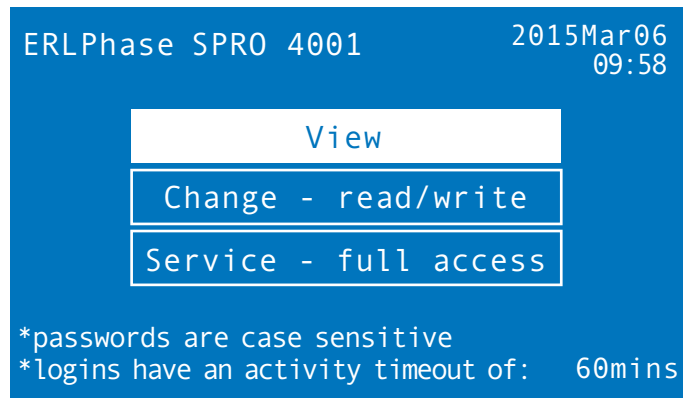 ERLPhase SPRO 4001
2015Mar06
09:58
View
Change - read/write
Service - full access
*passwords are case sensitive
*logins have an activity timeout of: 60mins